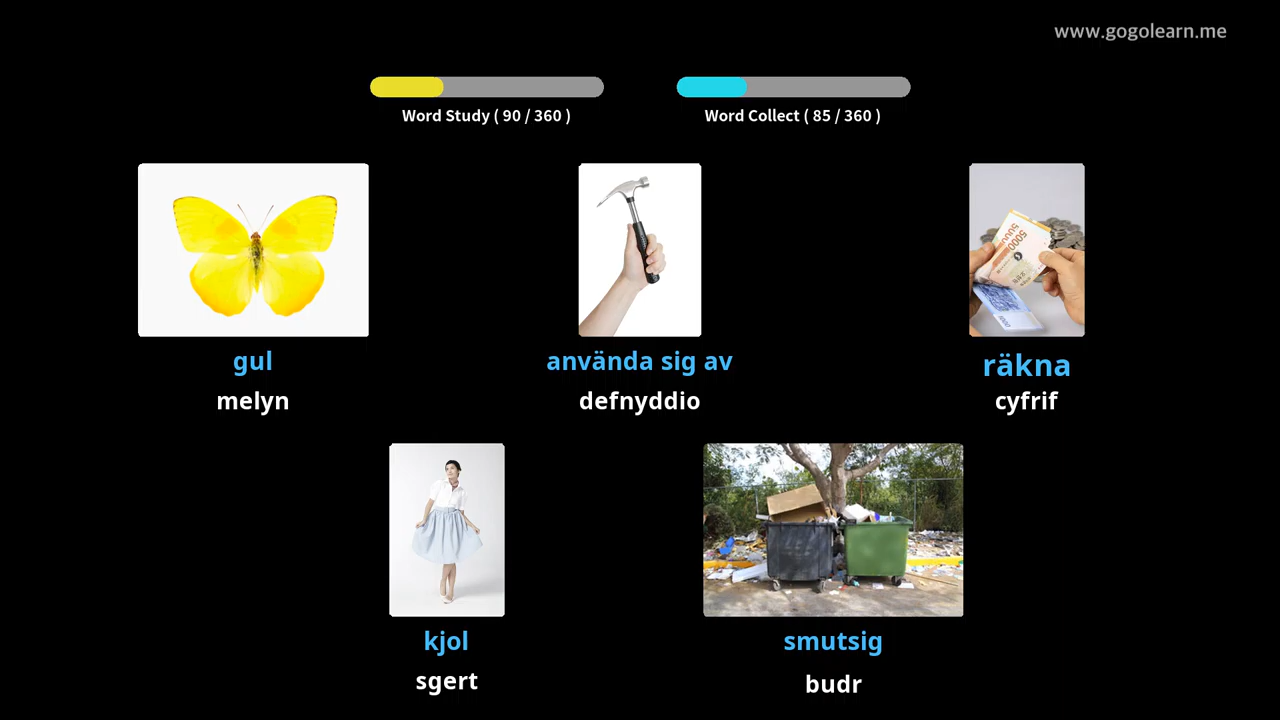 www.gogolearn.me
Word Study ( 90 / 360 )
Word Collect ( 85 / 360 )
gul
melyn
använda sig av
defnyddio
räkna
cyfrif
kjol
sgert
smutsig
budr